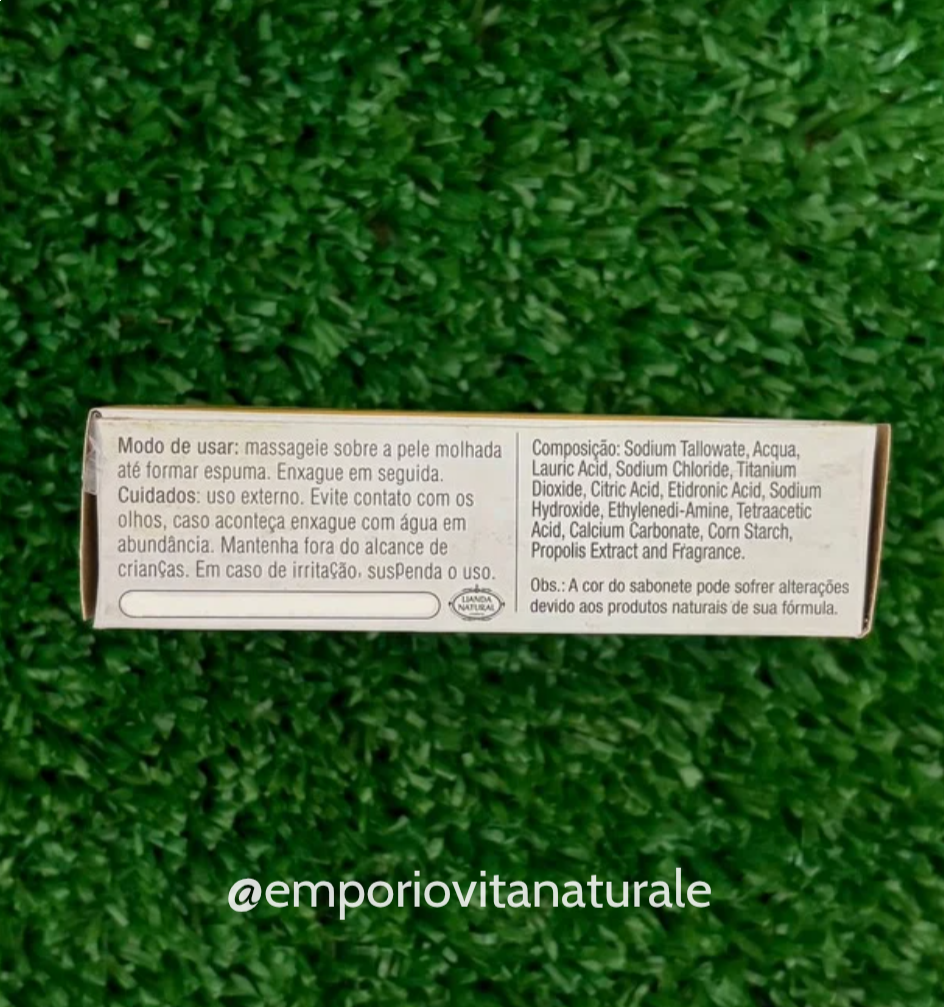 Modo de usar: massageie sobre a pele molhada
até formar espuma. Enxague em seguida.
Cuidados: uso externo. Evite contato com os
olhos, caso aconteça enxague com água em
abundância. Mantenha fora do alcance de
crianças. Em caso de irritação, suspenda o uso.
LIANDA
NATURAL
Composição: Sodium Tallowate, Acqua,
Lauric Acid, Sodium Chloride, Titanium
Dioxide, Citric Acid, Etidronic Acid, Sodium
Hydroxide, Ethylenedi-Amine, Tetraacetic
Acid, Calcium Carbonate, Corn Starch,
Propolis Extract and Fragrance.
Obs.: A cor do sabonete pode sofrer alterações
devido aos produtos naturais de sua fórmula.
@emporiovitanaturale